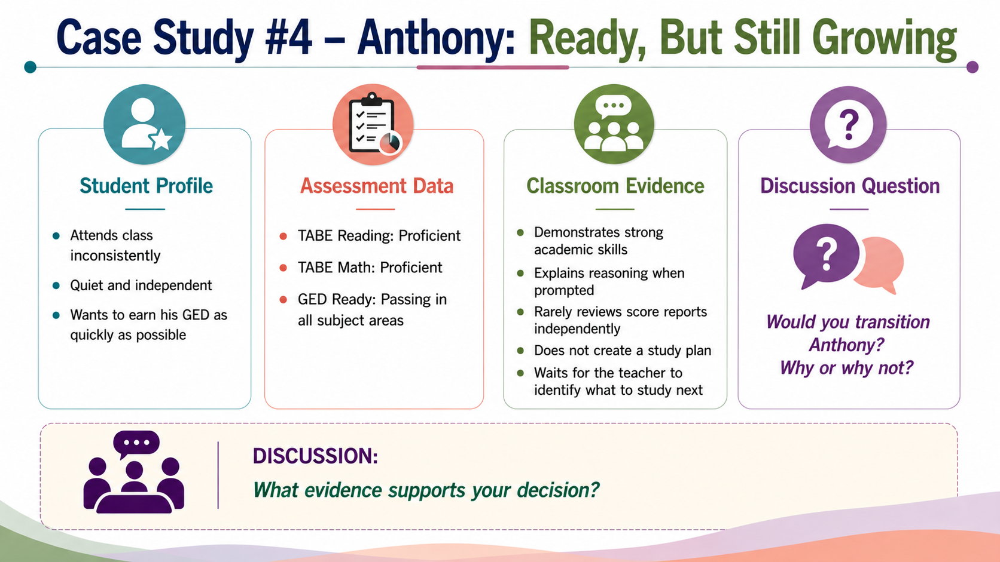 Case Study #4 – Anthony: Ready, But Still Growing
Student Profile
• Attends class
inconsistently
• Quiet and independent
• Wants to earn his GED as
quickly as possible
Assessment Data
• TABE Reading: Proficient
• TABE Math: Proficient
• GED Ready: Passing in
all subject areas
Classroom Evidence
• Demonstrates strong
academic skills
• Explains reasoning when
prompted
• Rarely reviews score reports
independently
• Does not create a study plan
• Waits for the teacher to
identify what to study next
?
Discussion Question
?
Would you transition
Anthony?
Why or why not?
DISCUSSION:
What evidence supports your decision?